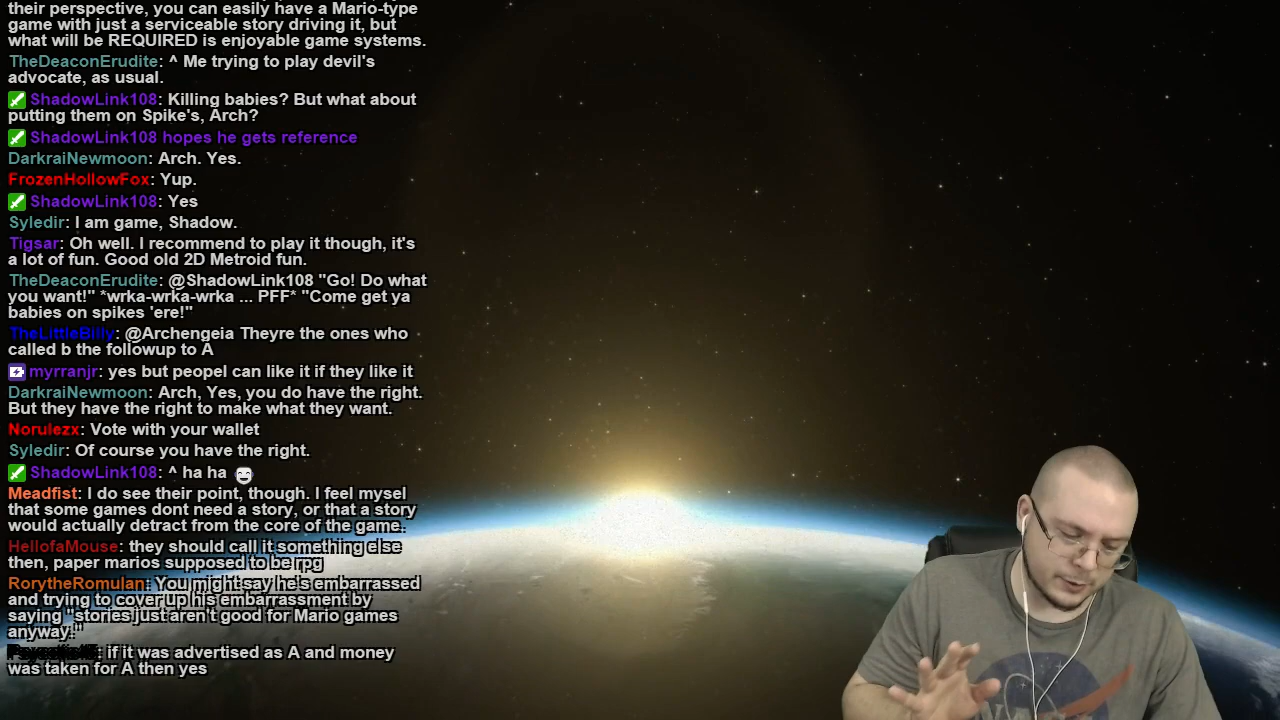 their perspective, you can easily have a Mario-type
game with just a serviceable story driving it, but
what will be REQUIRED is enjoyable game systems.
TheDeaconErudite: ^ Me trying to play devil's
advocate, as usual.
ShadowLink108: Killing babies? But what about
putting them on Spike's, Arch?
ShadowLink108 hopes he gets reference
DarkraiNewmoon: Arch. Yes.
FrozenHollowFox: Yup.
ShadowLink108: Yes
Syledir: I am game, Shadow.
Tigsar: Oh well. I recommend to play it though, it's
a lot of fun. Good old 2D Metroid fun.
TheDeaconErudite: @ShadowLink108 "Go! Do what
you want!" *wrka-wrka-wrka ... PFF* "Come get ya
babies on spikes 'ere!"
TheLittleBilly: @Archengeia Theyre the ones who
called b the followup to A
myrranjr: yes but peopel can like it if they like it
DarkraiNewmoon: Arch, Yes, you do have the right.
But they have the right to make what they want.
Norulezx: Vote with your wallet
Syledir: Of course you have the right.
ShadowLink108: ^ ha ha
Meadfist: I do see their point, though. I feel mysel
that some games dont need a story, or that a story
would actually detract from the core of the game.
HellofaMouse: they should call it something else
then, paper marios supposed to be rpg
RorytheRomulan: You might say he's embarrassed
and trying to cover up his embarrassment by
saying "stories just aren't good for Mario games
anyway."
: if it was advertised as A and money
was taken for A then yes